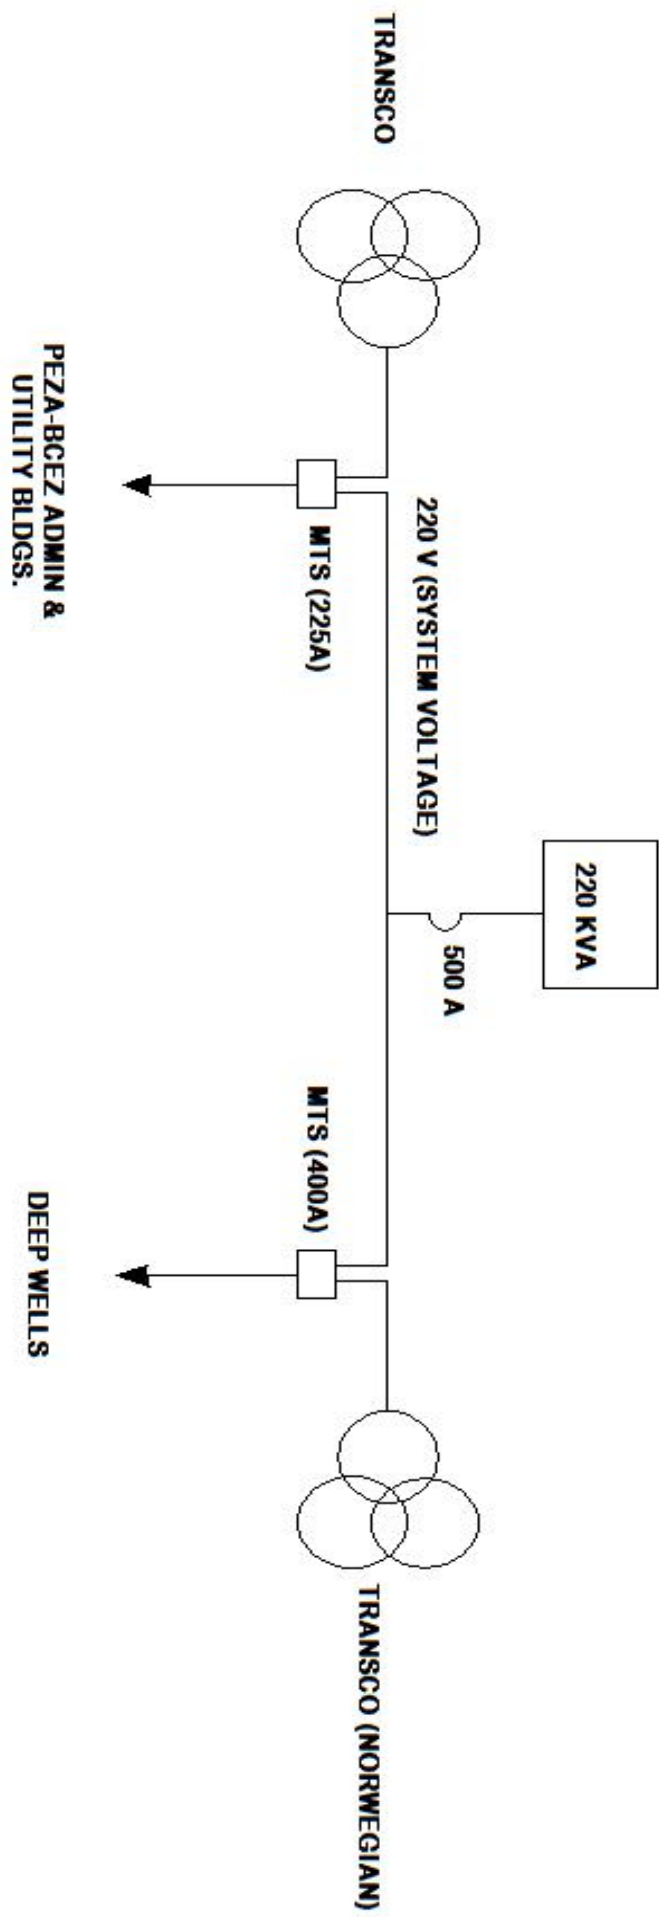 220 KVA
500 A
220 V (SYSTEM VOLTAGE)
TRANSCO
TRANSCO (NORWEGIAN)
MTS (225A)
MTS (400A)
PEZA-BCEZ ADMIN &
UTILITY BLDGS.
DEEP WELLS